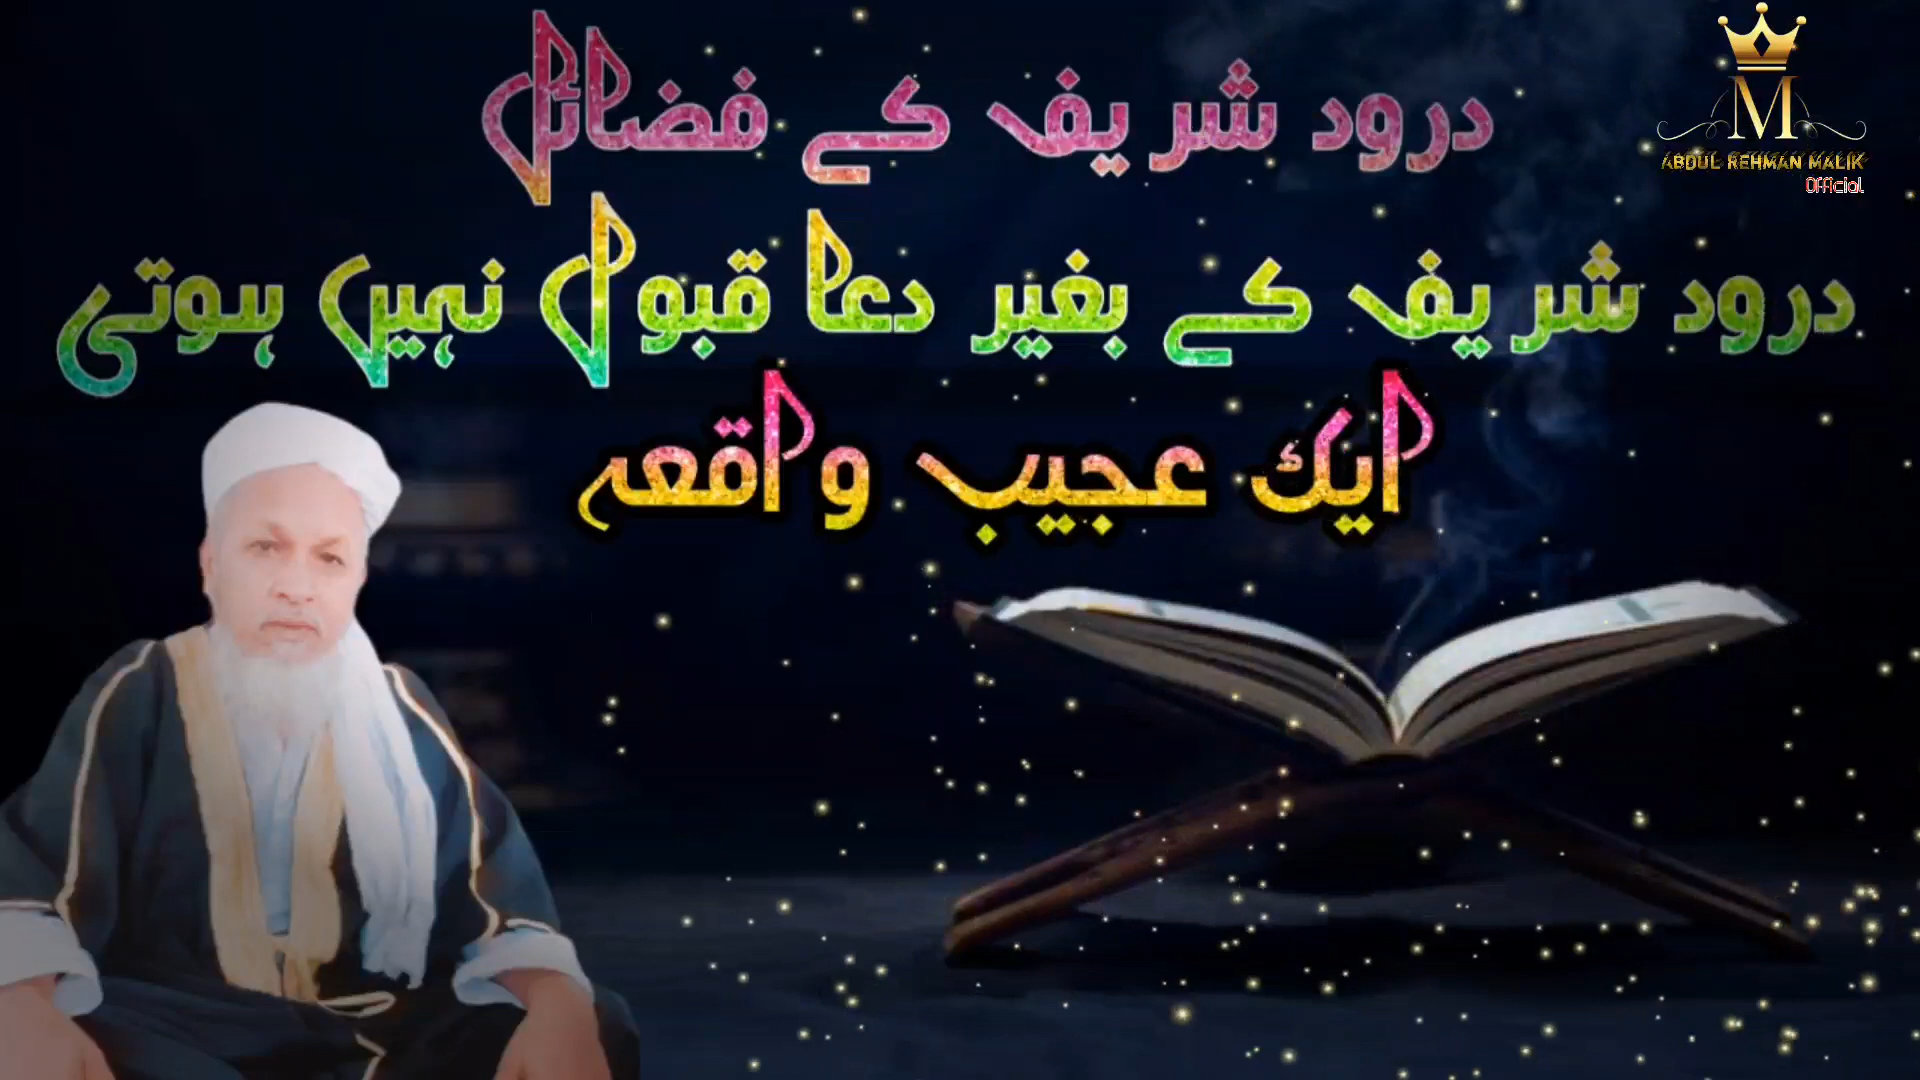 درود شریف کے فضائل
درود شریف کے بغیر دعا قبول نہیں ہوتی
ایک عجیب واقعہ
M
ABDUL REHMAN MALIK
Official